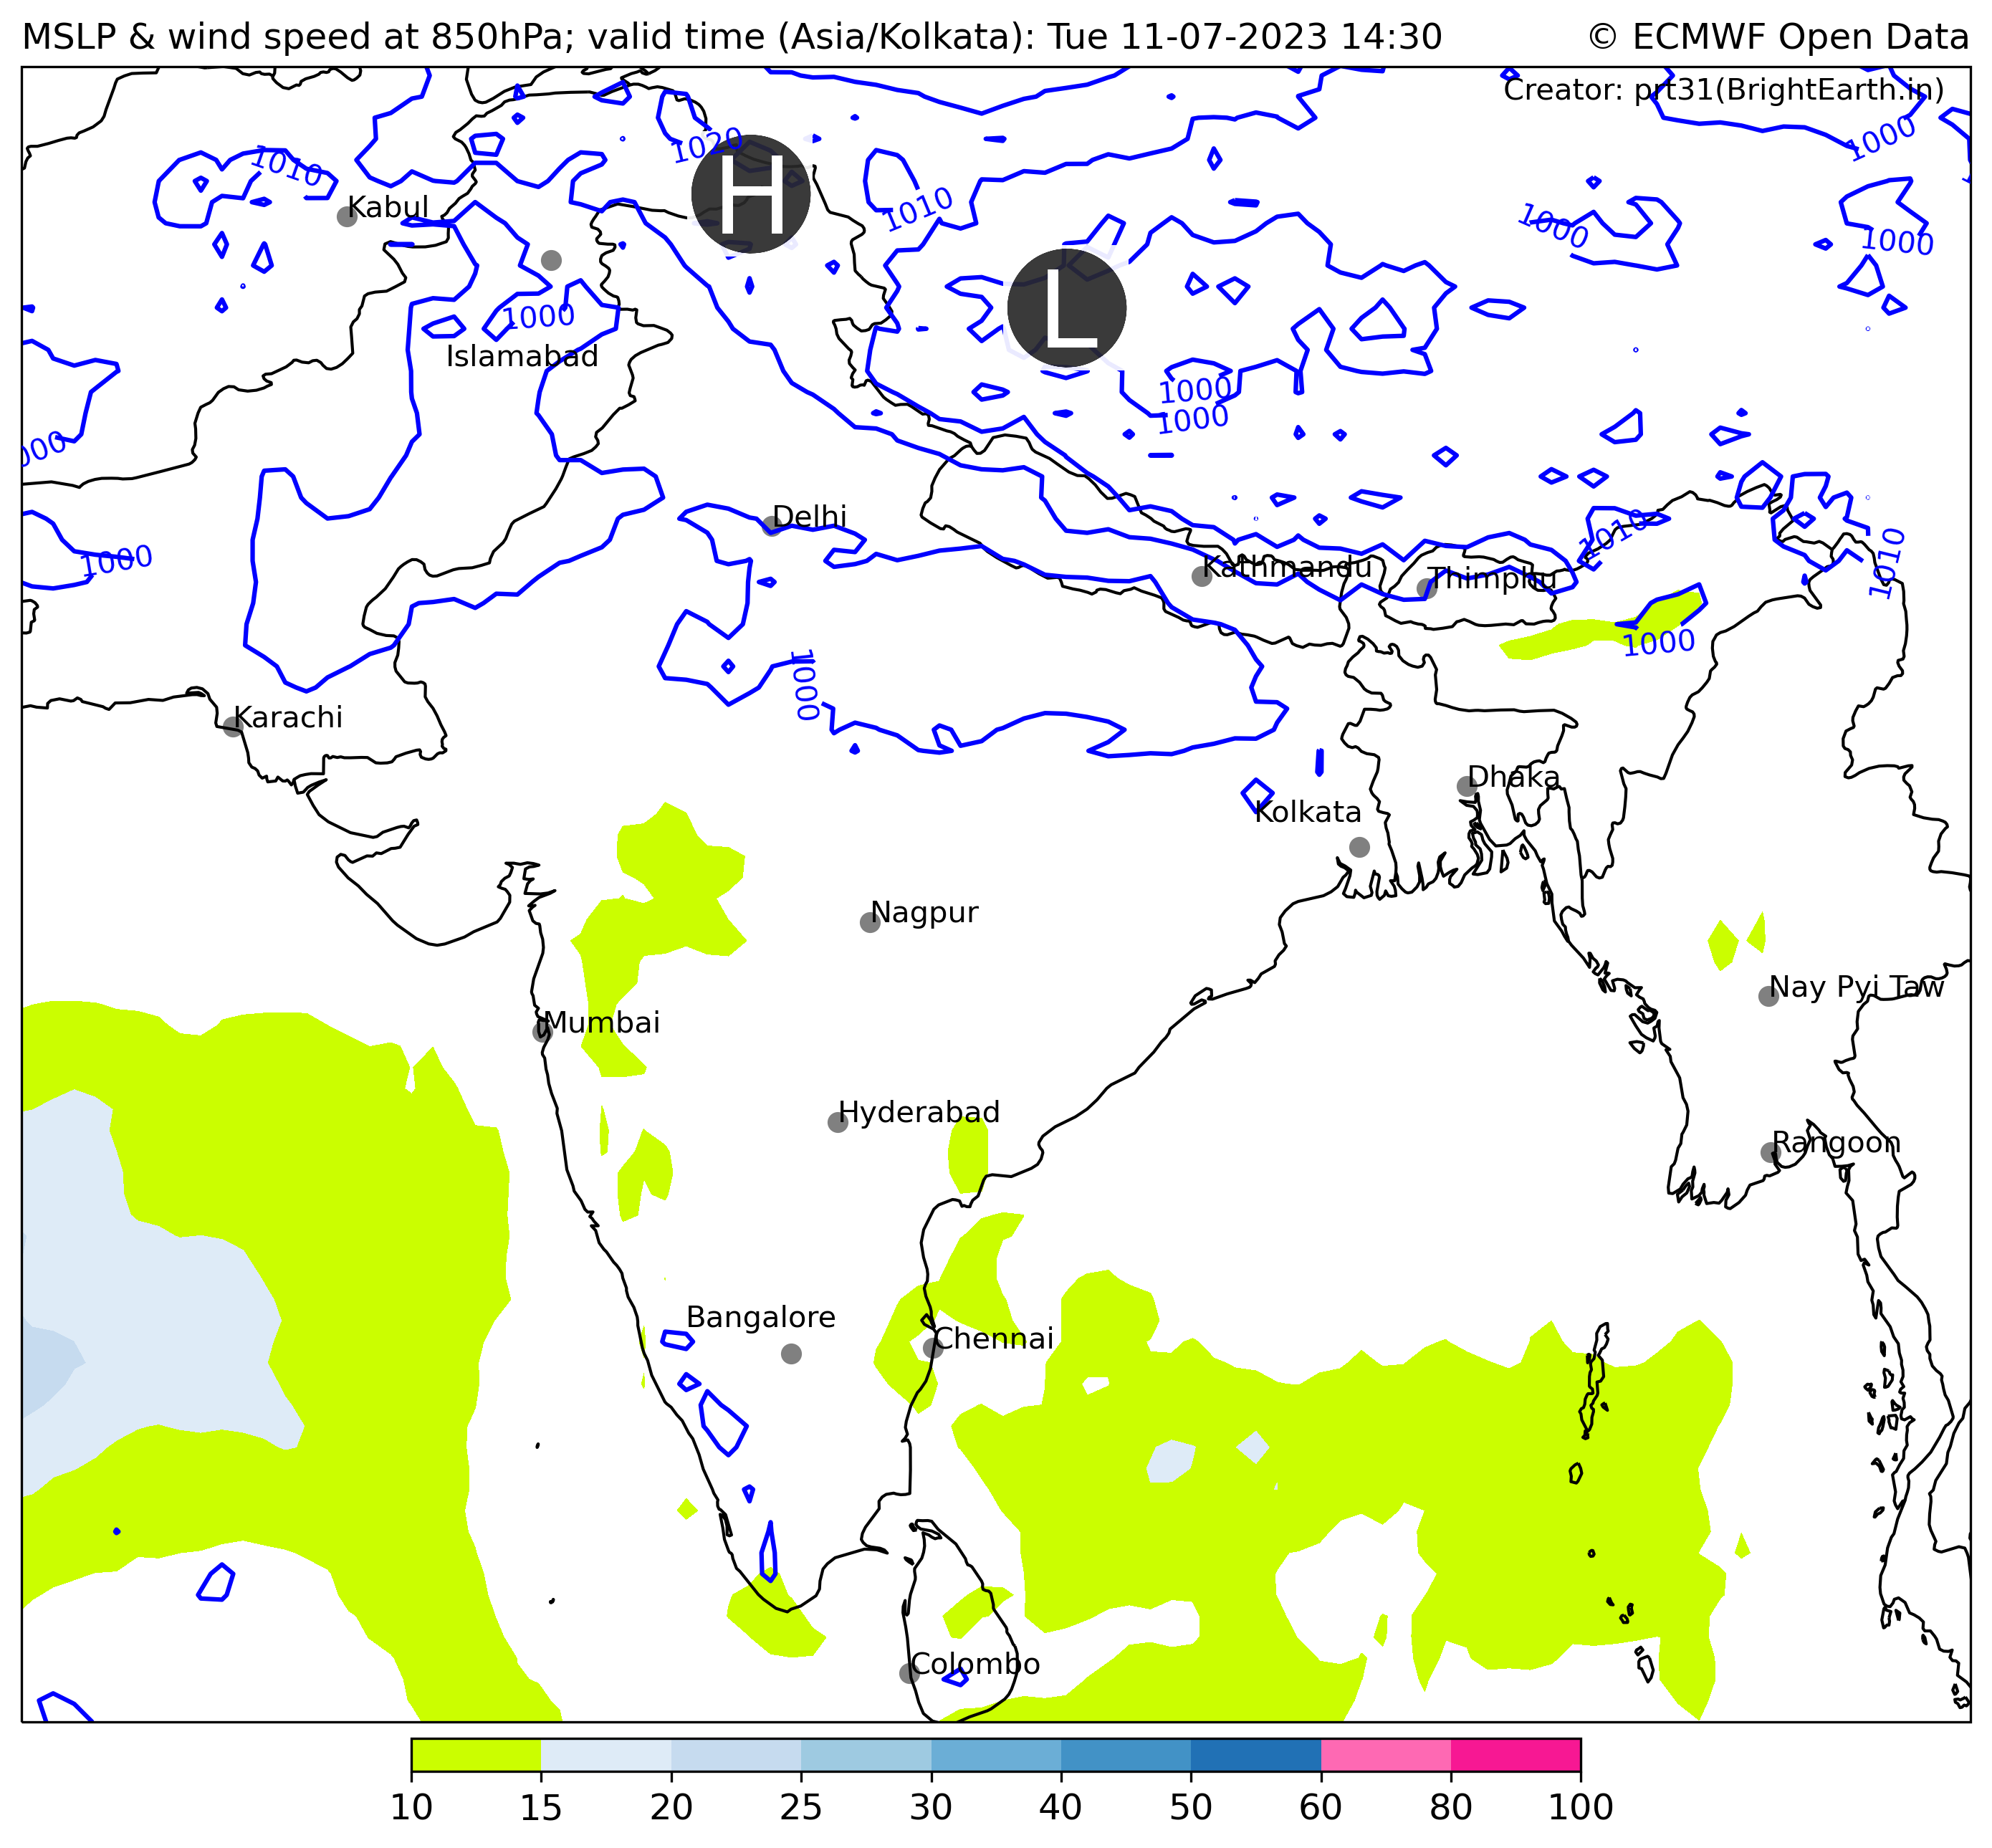 MSLP & wind speed at 850hPa; valid time (Asia/Kolkata): Tue 11-07-2023 14:30
© ECMWF Open Data
Creator: prt31(BrightEarth.in)
1000
1020
1010
H
1010
Kabul
1010
1000
1000
L
1000
Islamabad
1000
1000
000
Delhi
1010
1000
1010
Kathmandu
Thimphu
1000
1000
Karachi
Dhaka
Kolkata
Nagpur
Nay Pyi Taw
Mumbai
Hyderabad
Rangoon
Bangalore
Chennai
Colombo
10 15 20 25 30 40 50 60 80 100